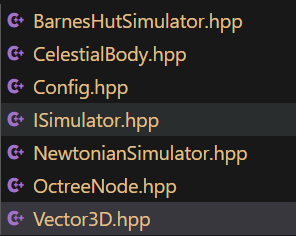 BarnesHutSimulator.hpp
CelestialBody.hpp
Config.hpp
ISimulator.hpp
NewtonianSimulator.hpp
OctreeNode.hpp
Vector3D.hpp